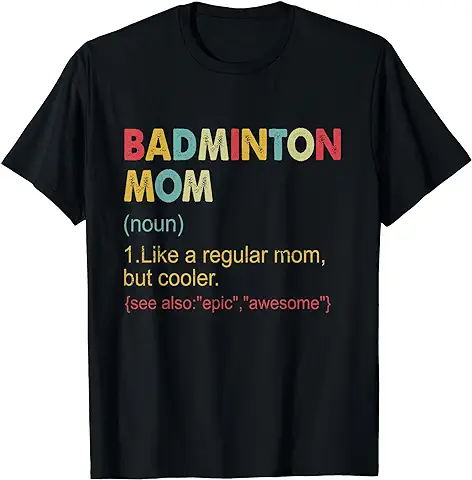 BADMINTON
MOM
(noun)
1.Like a regular mom,
but cooler.
{see also:"epic","awesome"}